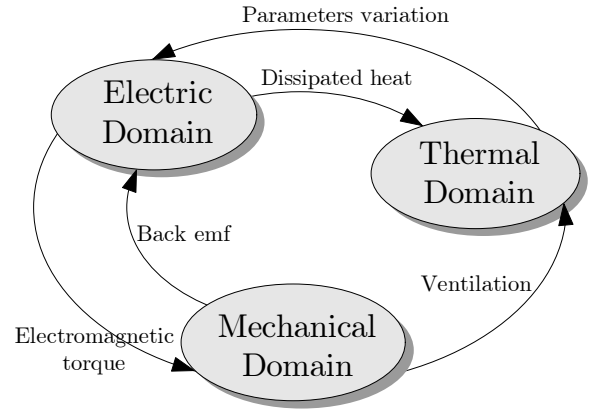 Parameters variation
Dissipated heat
Electric
Domain
Thermal
Domain
Back emf
Ventilation
Mechanical
Domain
Electromagnetic
torque